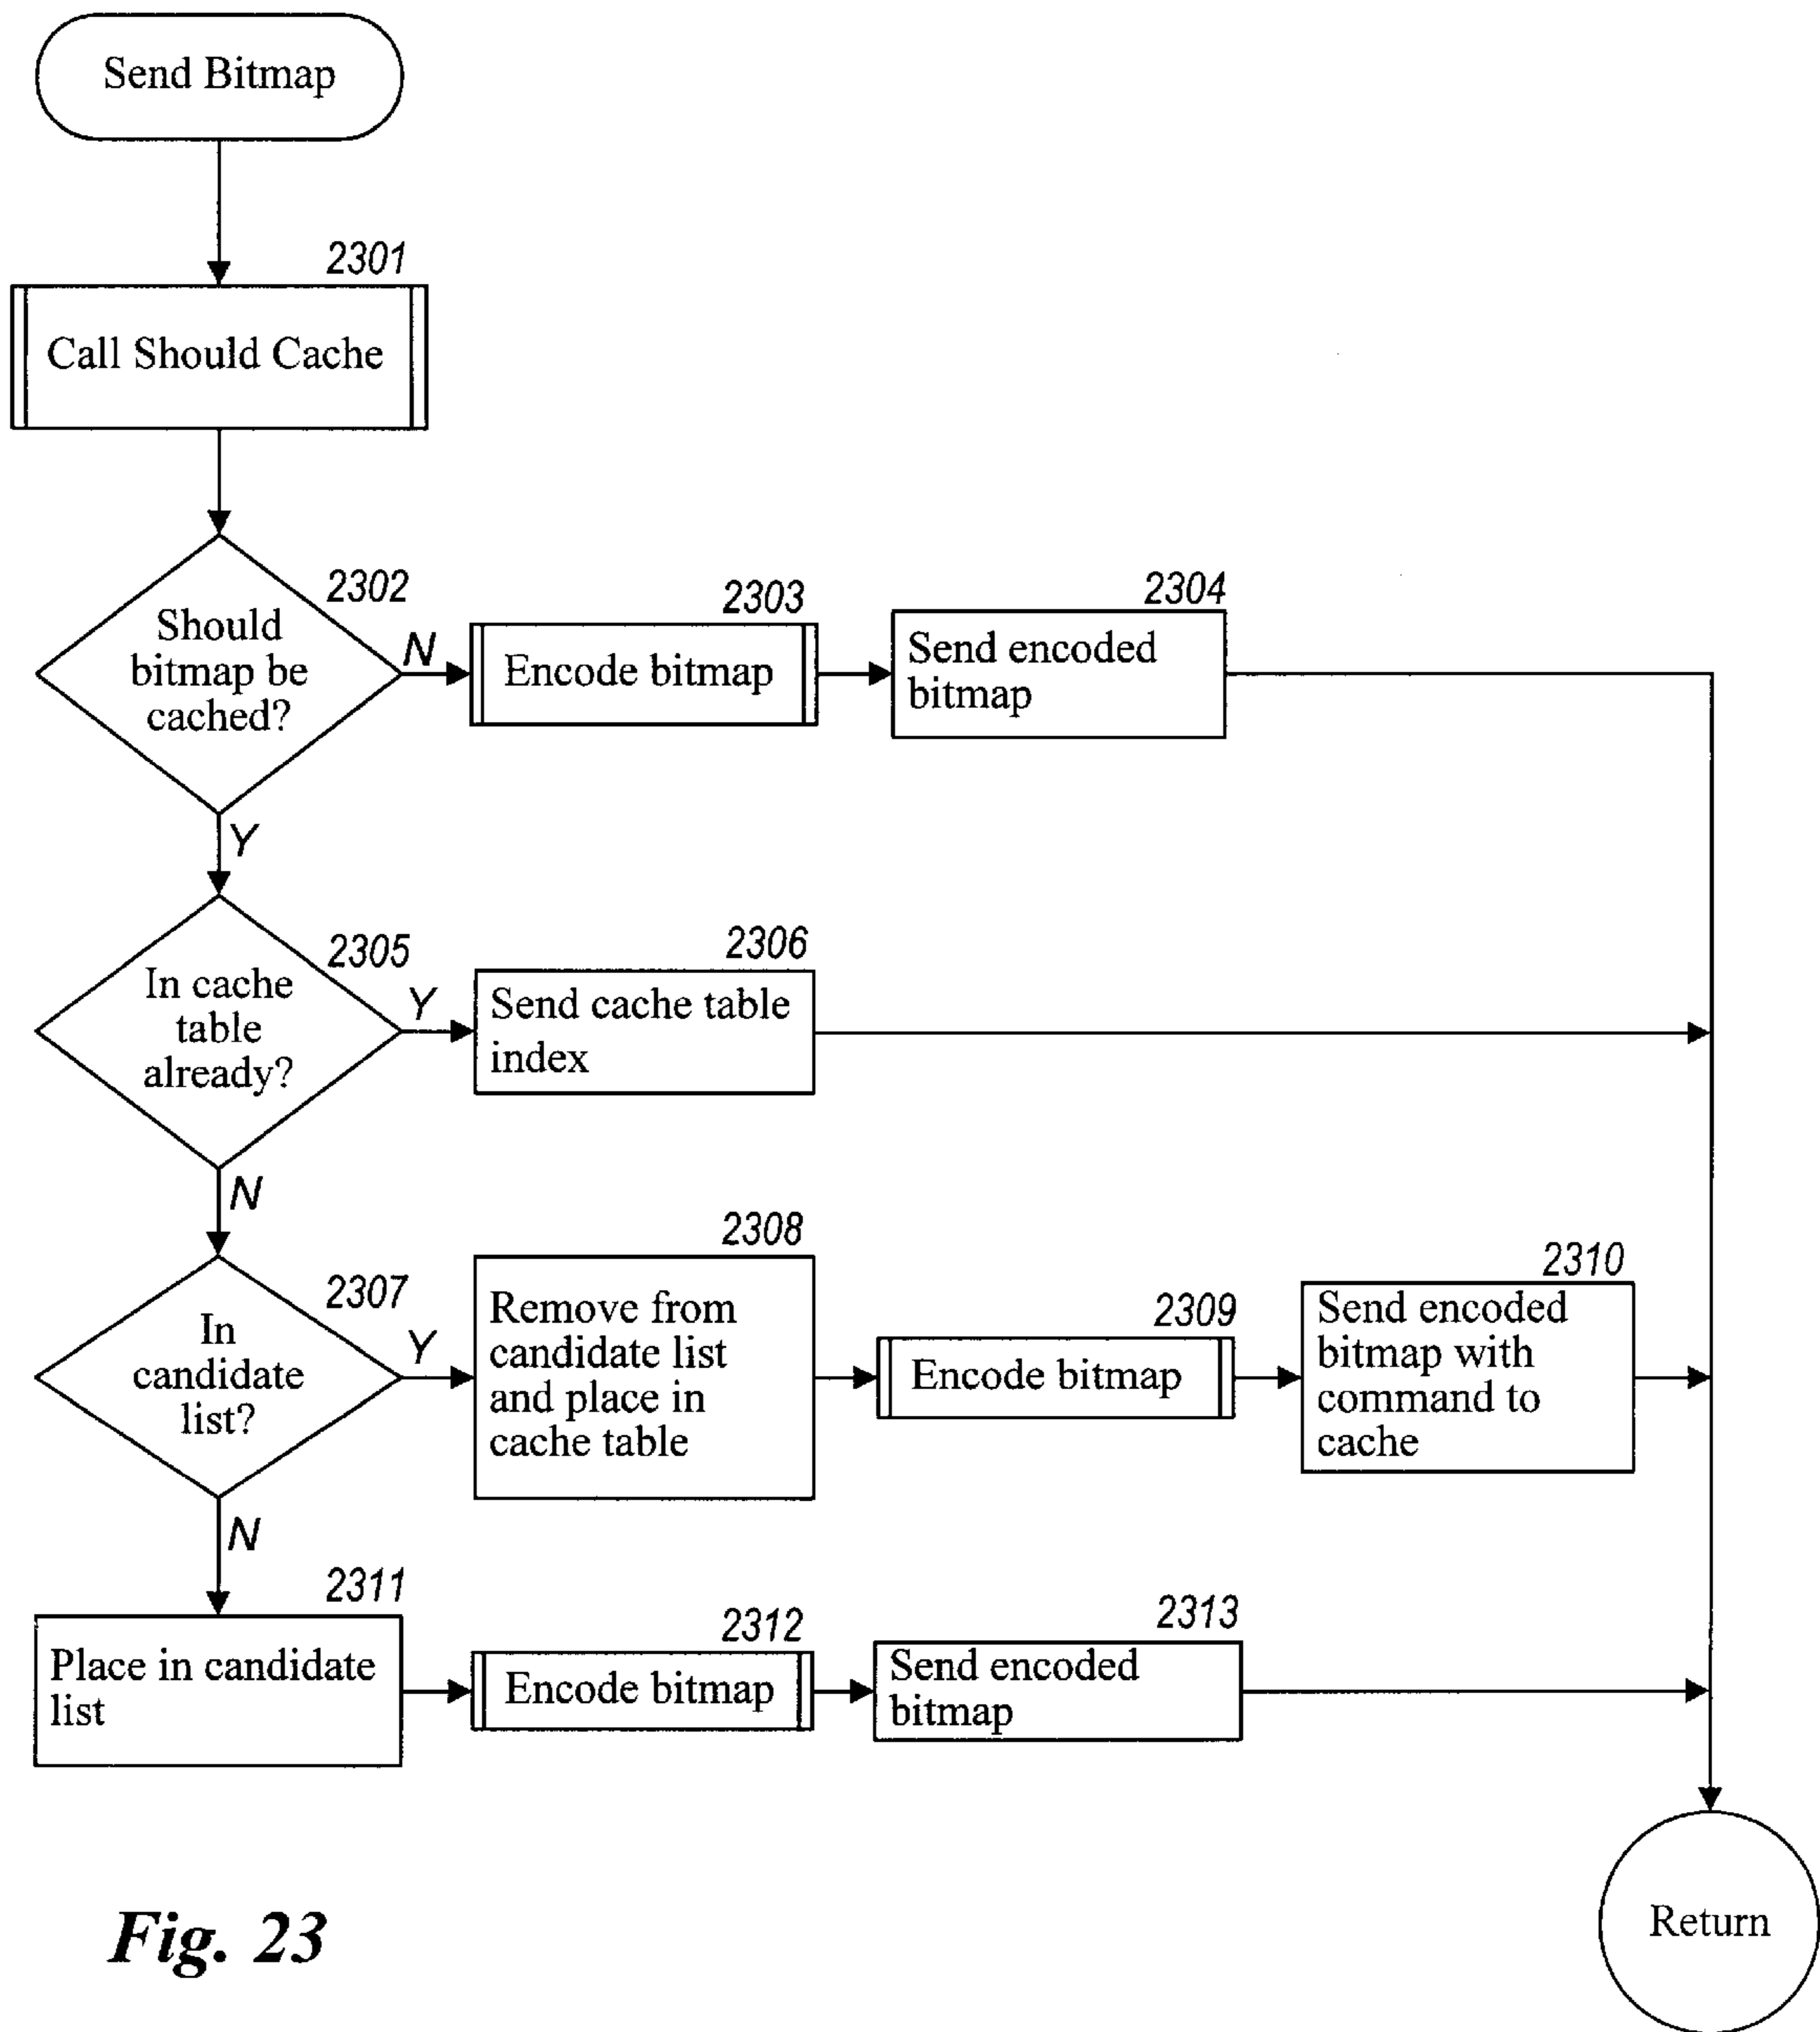 Send Bitmap
2301
Call Should Cache
2302
Should
bitmap be
cached?
N
2303
Encode bitmap
2304
Send encoded
bitmap
Y
2305
In cache
table
already?
Y
2306
Send cache table
index
N
2307
In
candidate
list?
Y
2308
Remove from
candidate list
and place in
cache table
2309
Encode bitmap
2310
Send encoded
bitmap with
command to
cache
N
2311
Place in candidate
list
2312
Encode bitmap
2313
Send encoded
bitmap
Return
Fig. 23